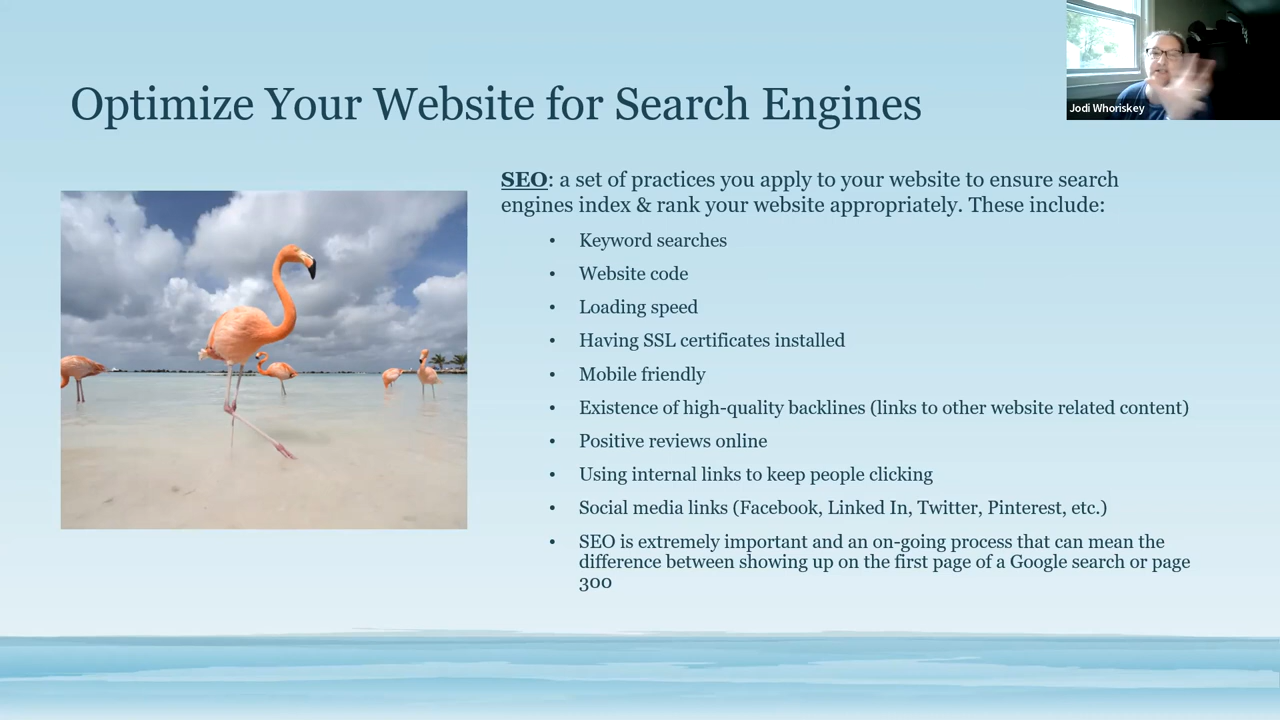 Jodi Whoriskey
Optimize Your Website for Search Engines
SEO: a set of practices you apply to your website to ensure search
engines index & rank your website appropriately. These include:
• Keyword searches
• Website code
• Loading speed
• Having SSL certificates installed
• Mobile friendly
• Existence of high-quality backlines (links to other website related content)
• Positive reviews online
• Using internal links to keep people clicking
• Social media links (Facebook, Linked In, Twitter, Pinterest, etc.)
• SEO is extremely important and an on-going process that can mean the
difference between showing up on the first page of a Google search or page
300